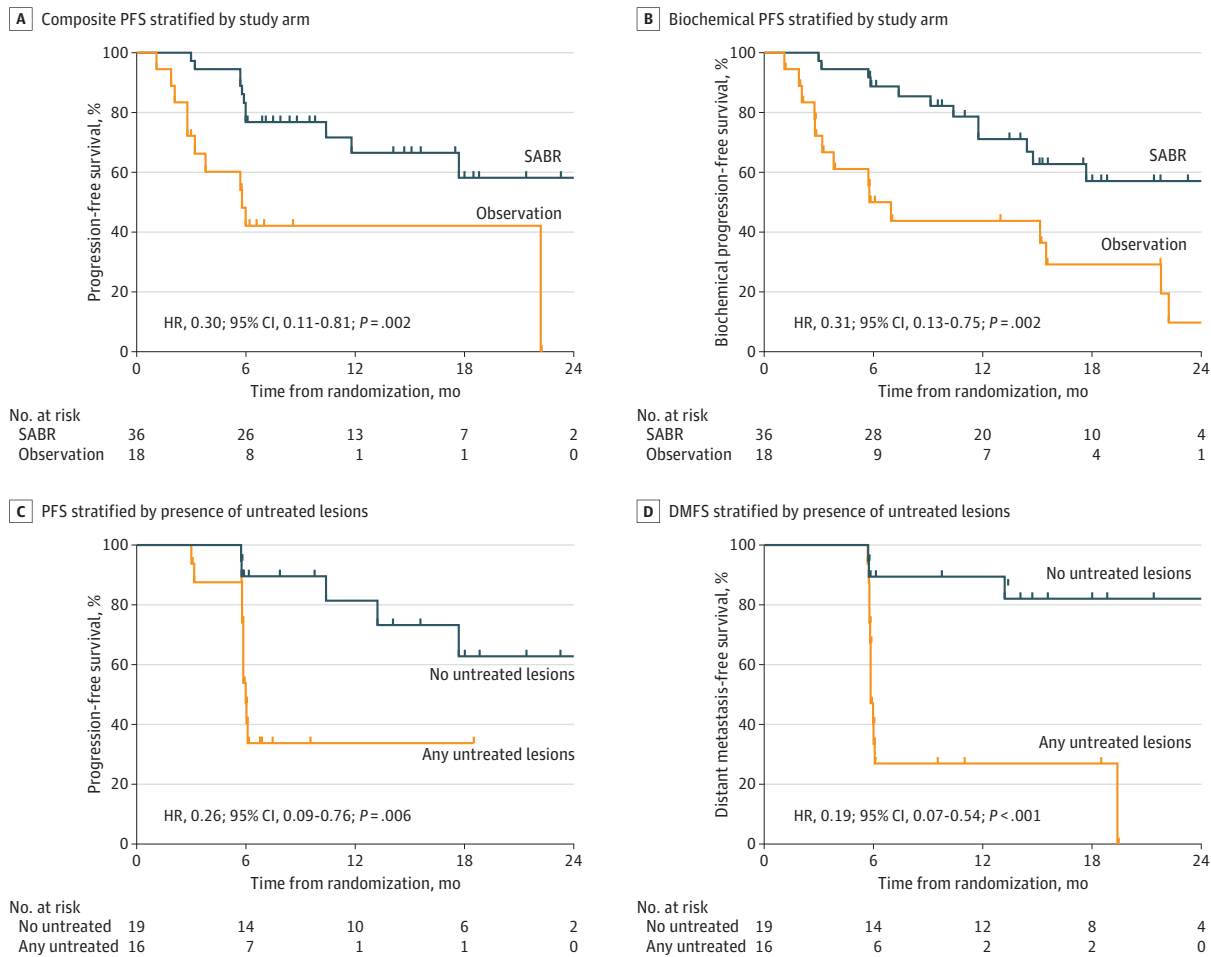 A Composite PFS stratified by study arm
Progression-free survival, %
100
80
60
40
20
0
SABR
Observation
HR, 0.30; 95% CI, 0.11-0.81; P = .002
0 6 12 18 24
Time from randomization, mo
No. at risk
SABR 36 26 13 7 2
Observation 18 8 1 1 0
B Biochemical PFS stratified by study arm
Biochemical progression-free survival, %
100
80
60
40
20
0
SABR
Observation
HR, 0.31; 95% CI, 0.13-0.75; P = .002
0 6 12 18 24
Time from randomization, mo
No. at risk
SABR 36 28 20 10 4
Observation 18 9 7 4 1
C PFS stratified by presence of untreated lesions
Progression-free survival, %
100
80
60
40
20
0
No untreated lesions
Any untreated lesions
HR, 0.26; 95% CI, 0.09-0.76; P = .006
0 6 12 18 24
Time from randomization, mo
No. at risk
No untreated 19 14 10 6 2
Any untreated 16 7 1 1 0
D DMFS stratified by presence of untreated lesions
Distant metastasis-free survival, %
100
80
60
40
20
0
No untreated lesions
Any untreated lesions
HR, 0.19; 95% CI, 0.07-0.54; P < .001
0 6 12 18 24
Time from randomization, mo
No. at risk
No untreated 19 14 12 8 4
Any untreated 16 6 2 2 0